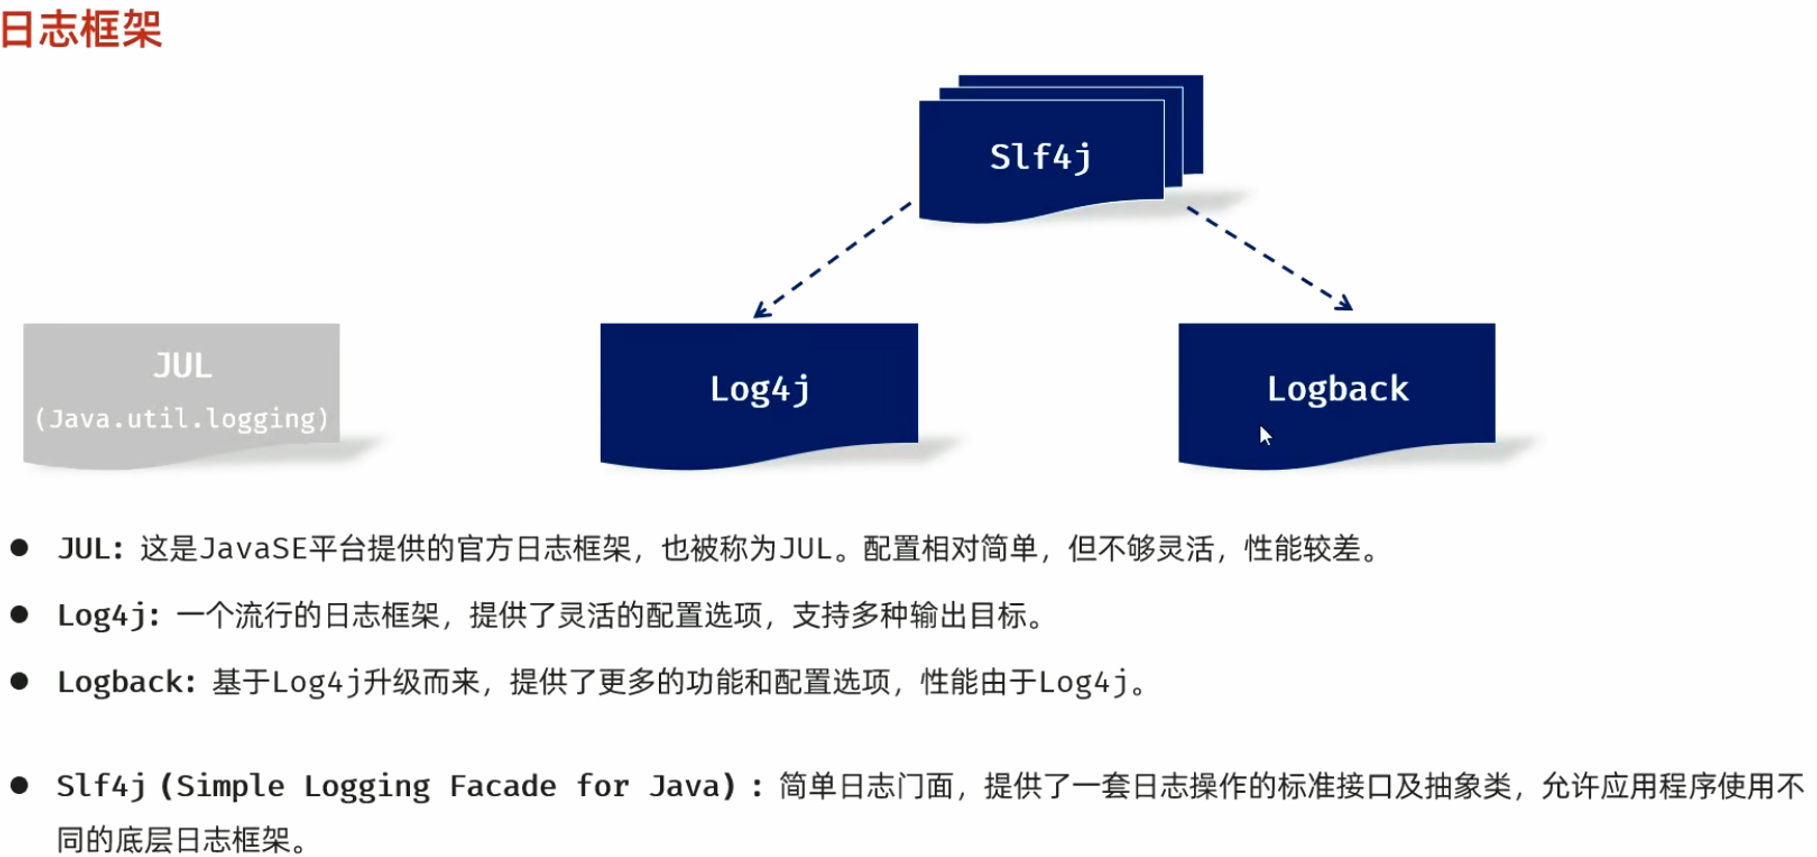 日志框架
Slf4j
JUL
(Java.util.logging)
Log4j
Logback
● JUL: 这是JavaSE平台提供的官方日志框架，也被称为JUL。配置相对简单，但不够灵活，性能较差。
● Log4j: 一个流行的日志框架，提供了灵活的配置选项，支持多种输出目标。
● Logback: 基于Log4j升级而来，提供了更多的功能和配置选项，性能由于Log4j。
● Slf4j (Simple Logging Facade for Java) : 简单日志门面，提供了一套日志操作的标准接口及抽象类，允许应用程序使用不
同的底层日志框架。